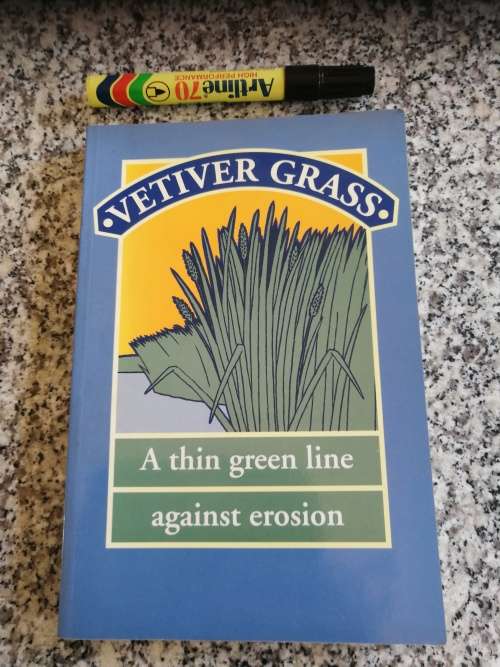 Artline 70
HIGH PERFORMANCE
VETIVER GRASS
A thin green line
against erosion